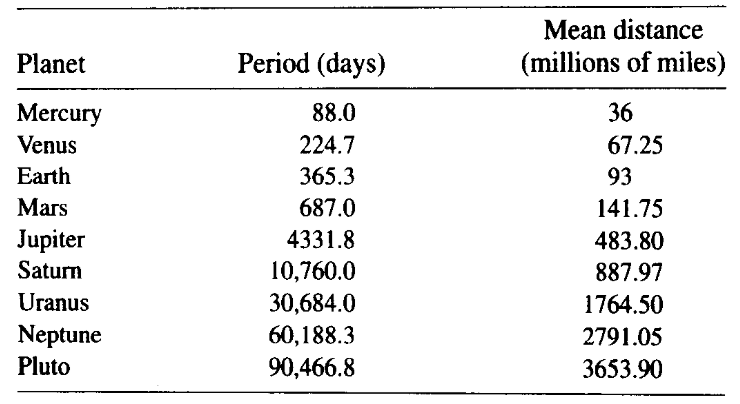 Mean distance
Planet Period (days) (millions of miles)
Mercury 88.0 36
Venus 224.7 67.25
Earth 365.3 93
Mars 687.0 141.75
Jupiter 4331.8 483.80
Saturn 10,760.0 887.97
Uranus 30,684.0 1764.50
Neptune 60,188.3 2791.05
Pluto 90,466.8 3653.90